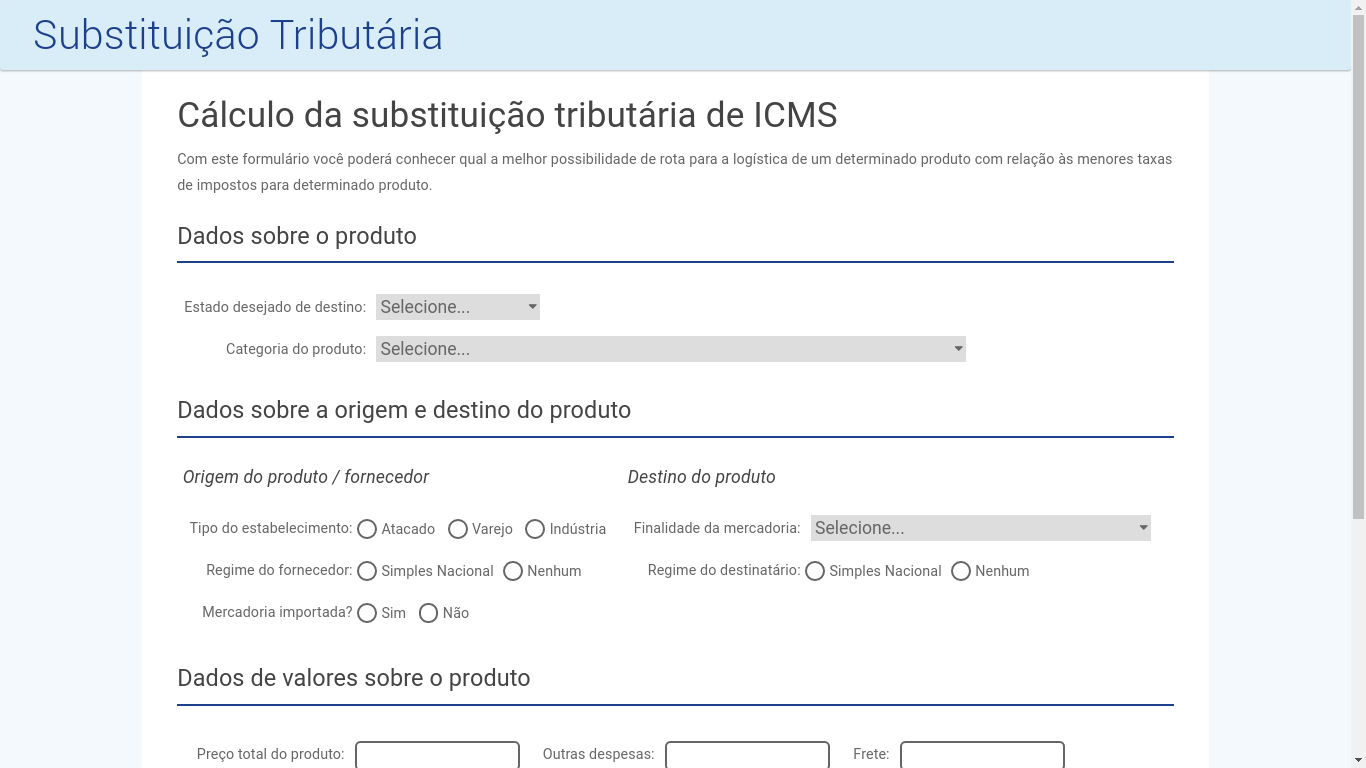 Substituição Tributária
Cálculo da substituição tributária de ICMS
Com este formulário você poderá conhecer qual a melhor possibilidade de rota para a logística de um determinado produto com relação às menores taxas
de impostos para determinado produto.
Dados sobre o produto
Estado desejado de destino: Selecione...
Categoria do produto: Selecione...
Dados sobre a origem e destino do produto
Origem do produto / fornecedor Destino do produto
Tipo do estabelecimento: Atacado Varejo Indústria Finalidade da mercadoria: Selecione...
Regime do fornecedor: Simples Nacional Nenhum Regime do destinatário: Simples Nacional Nenhum
Mercadoria importada? Sim Não
Dados de valores sobre o produto
Preço total do produto: Outras despesas: Frete: